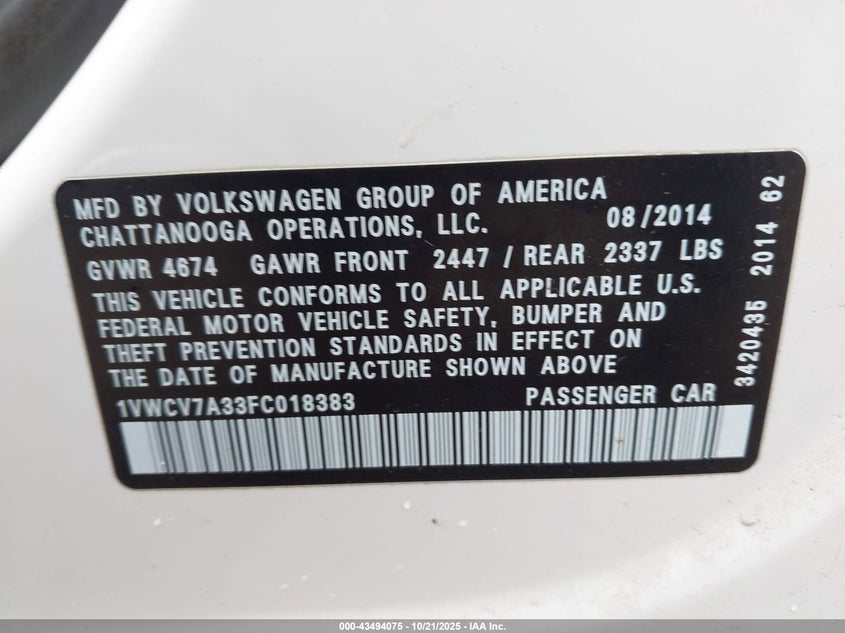 MFD BY VOLKSWAGEN GROUP OF AMERICA
CHATTANOOGA OPERATIONS, LLC. 08/2014
GVWR 4674 GAWR FRONT 2447 / REAR 2337 LBS
THIS VEHICLE CONFORMS TO ALL APPLICABLE U.S.
FEDERAL MOTOR VEHICLE SAFETY, BUMPER AND
THEFT PREVENTION STANDARDS IN EFFECT ON
THE DATE OF MANUFACTURE SHOWN ABOVE
1VWCV7A33FC018383 PASSENGER CAR
3420435 2014 62
000-43494075 - 10/21/2025 - IAA Inc.